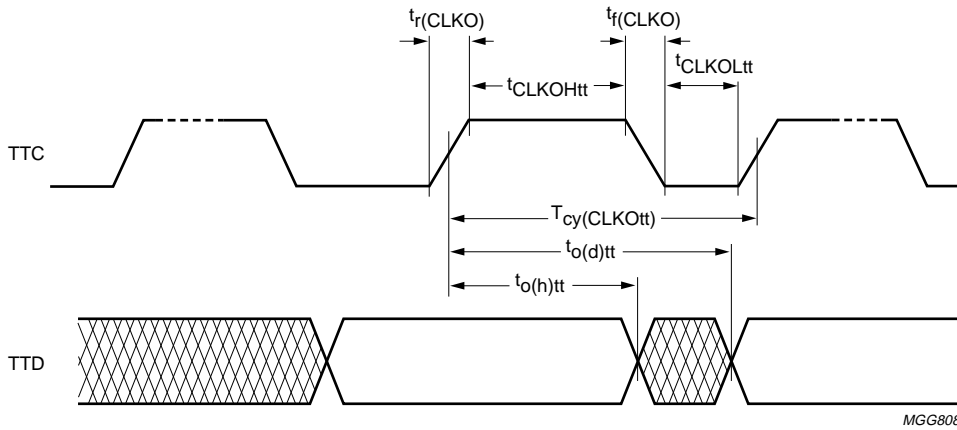 tr(CLKO)
tf(CLKO)
tCLKOLtt
tCLKOHtt
TTC
Tcy(CLKOtt)
to(d)tt
to(h)tt
TTD
MGG808